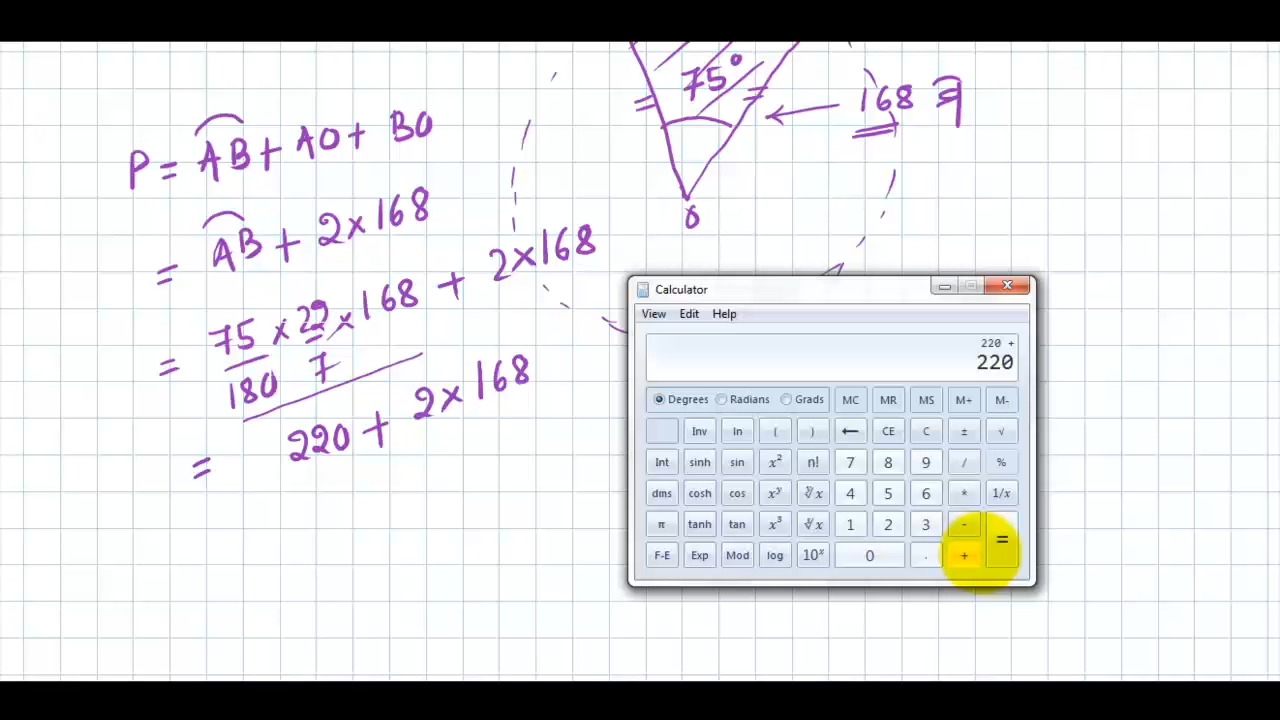 75°
168 वृ
O
P = AB + AO + BO
= AB + 2×168
= 75/180 × 22/7 × 168 + 2×168
= 220 + 2×168
Calculator
View Edit Help
220 +
220
Degrees Radians Grads MC MR MS M+ M-
Inv ln ( ) ← CE C ± √
Int sinh sin x² n! 7 8 9 / %
dms cosh cos xʸ ʸ√x 4 5 6 * 1/x
π tanh tan x³ ³√x 1 2 3 - =
F-E Exp Mod log 10ˣ 0 . +